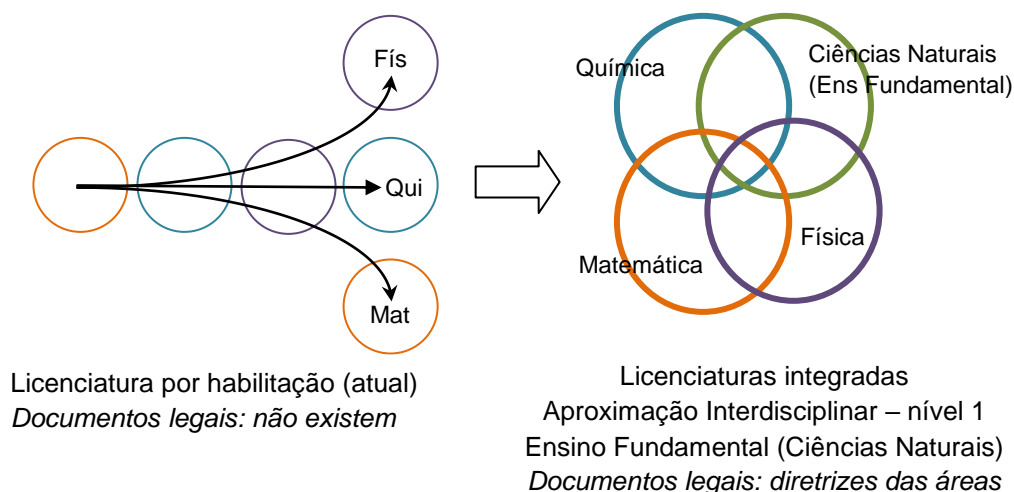 Fís
Qui
Mat
Licenciatura por habilitação (atual)
Documentos legais: não existem
Química
Ciências Naturais
(Ens Fundamental)
Matemática
Física
Licenciaturas integradas
Aproximação Interdisciplinar – nível 1
Ensino Fundamental (Ciências Naturais)
Documentos legais: diretrizes das áreas